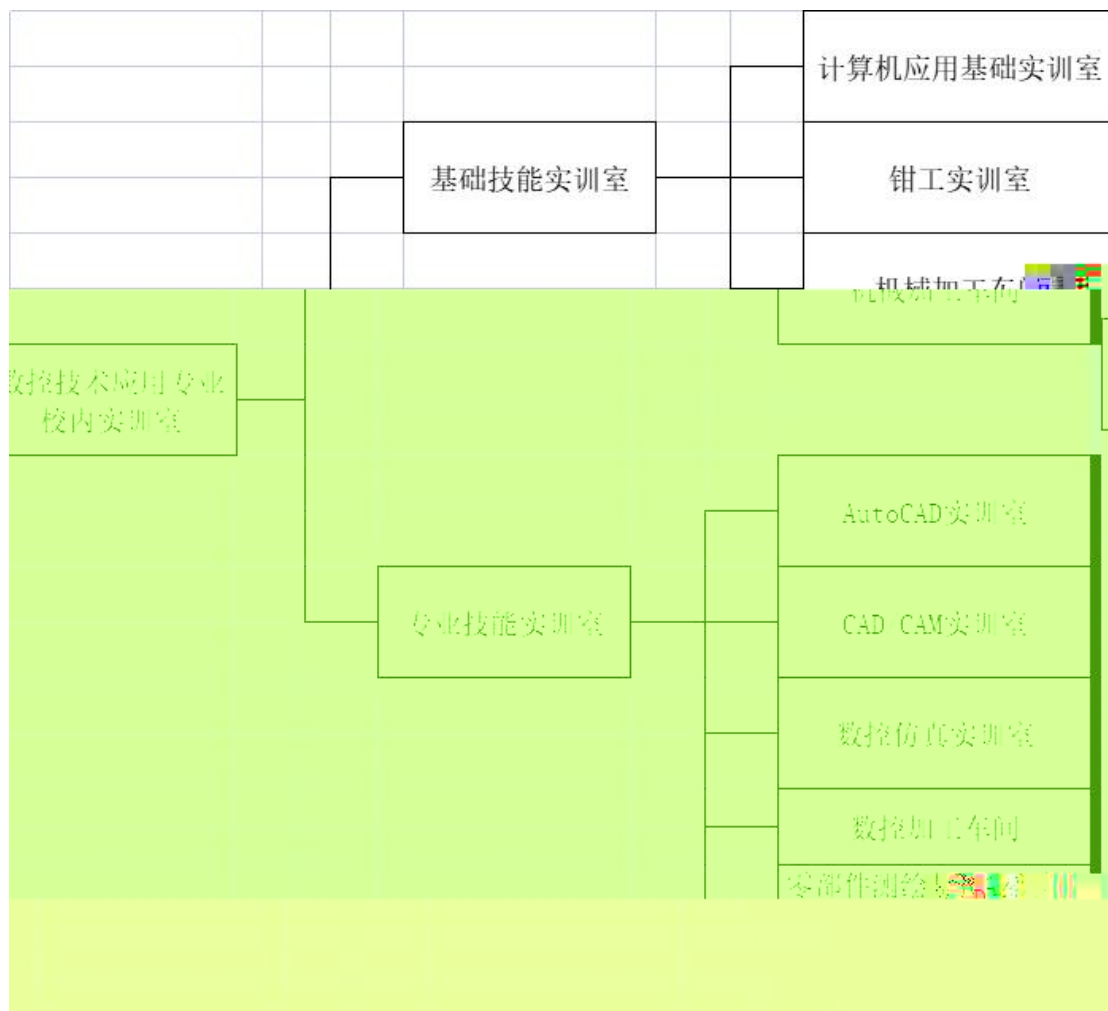 计算机应用基础实训室
基础技能实训室
钳工实训室
机械加工车间
数控技术应用专业
校内实训室
AutoCAD实训室
专业技能实训室
CAD CAM实训室
数控仿真实训室
数控加工车间
零部件测绘